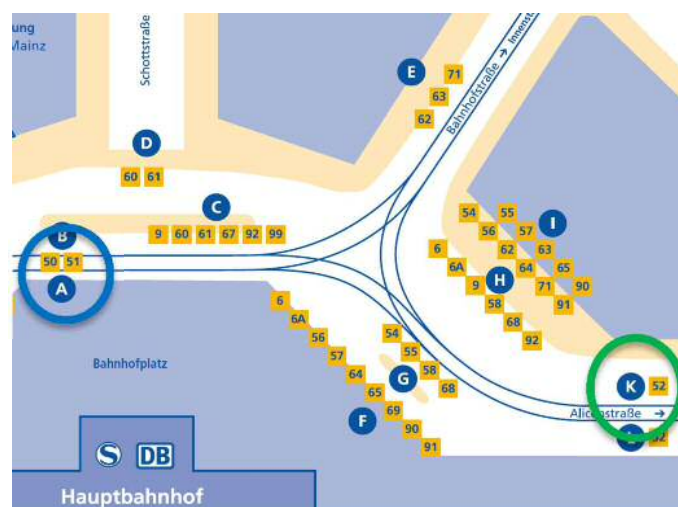 ung
Mainz
Schottstraße
E
71
63
62
Bahnhofstraße → Innenst
D
60 61
C
9 60 61 67 92 99
B
50 51
A
54 55 I
56 57
62 63
64 65
71 90
91
6
6A H
9
58
68
92
6
6A
56
57
64
65
69
90
91
F
54
55
58
68
G
Bahnhofplatz
K 52
Alicenstraße →
L 52
S DB
Hauptbahnhof